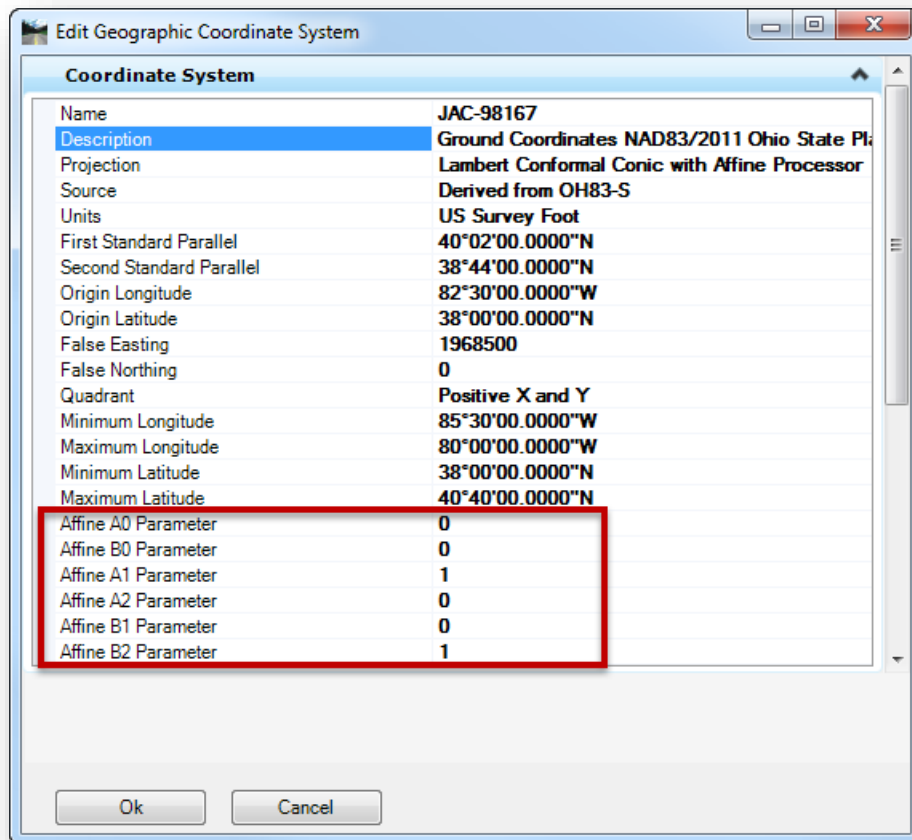 Edit Geographic Coordinate System
Coordinate System
Name JAC-98167
Description Ground Coordinates NAD83/2011 Ohio State Pla
Projection Lambert Conformal Conic with Affine Processor
Source Derived from OH83-S
Units US Survey Foot
First Standard Parallel 40°02'00.0000"N
Second Standard Parallel 38°44'00.0000"N
Origin Longitude 82°30'00.0000"W
Origin Latitude 38°00'00.0000"N
False Easting 1968500
False Northing 0
Quadrant Positive X and Y
Minimum Longitude 85°30'00.0000"W
Maximum Longitude 80°00'00.0000"W
Minimum Latitude 38°00'00.0000"N
Maximum Latitude 40°40'00.0000"N
Affine A0 Parameter 0
Affine B0 Parameter 0
Affine A1 Parameter 1
Affine A2 Parameter 0
Affine B1 Parameter 0
Affine B2 Parameter 1
Ok Cancel